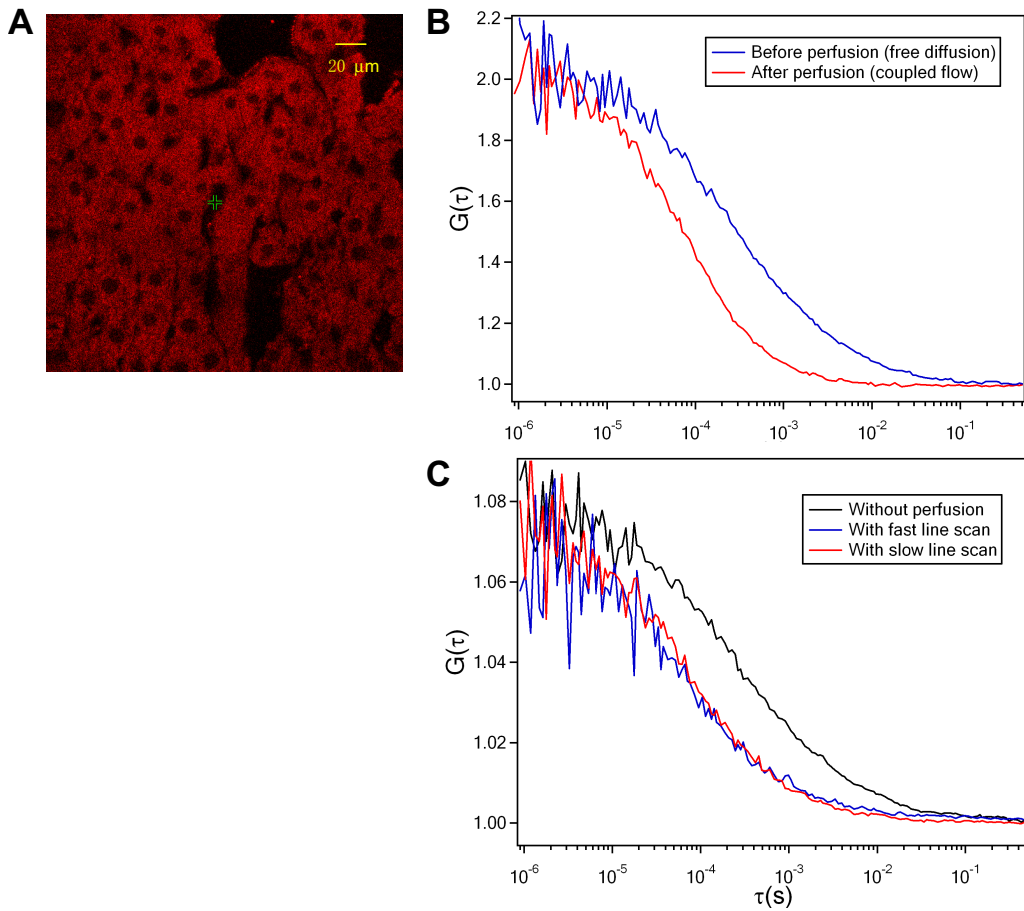 A
20 μm
B
2.2
2.0
1.8
1.6
1.4
1.2
1.0
G(τ)
Before perfusion (free diffusion)
After perfusion (coupled flow)
10⁻⁶ 10⁻⁵ 10⁻⁴ 10⁻³ 10⁻² 10⁻¹
C
1.08
1.06
1.04
1.02
1.00
G(τ)
Without perfusion
With fast line scan
With slow line scan
10⁻⁶ 10⁻⁵ 10⁻⁴ 10⁻³ 10⁻² 10⁻¹
τ(s)